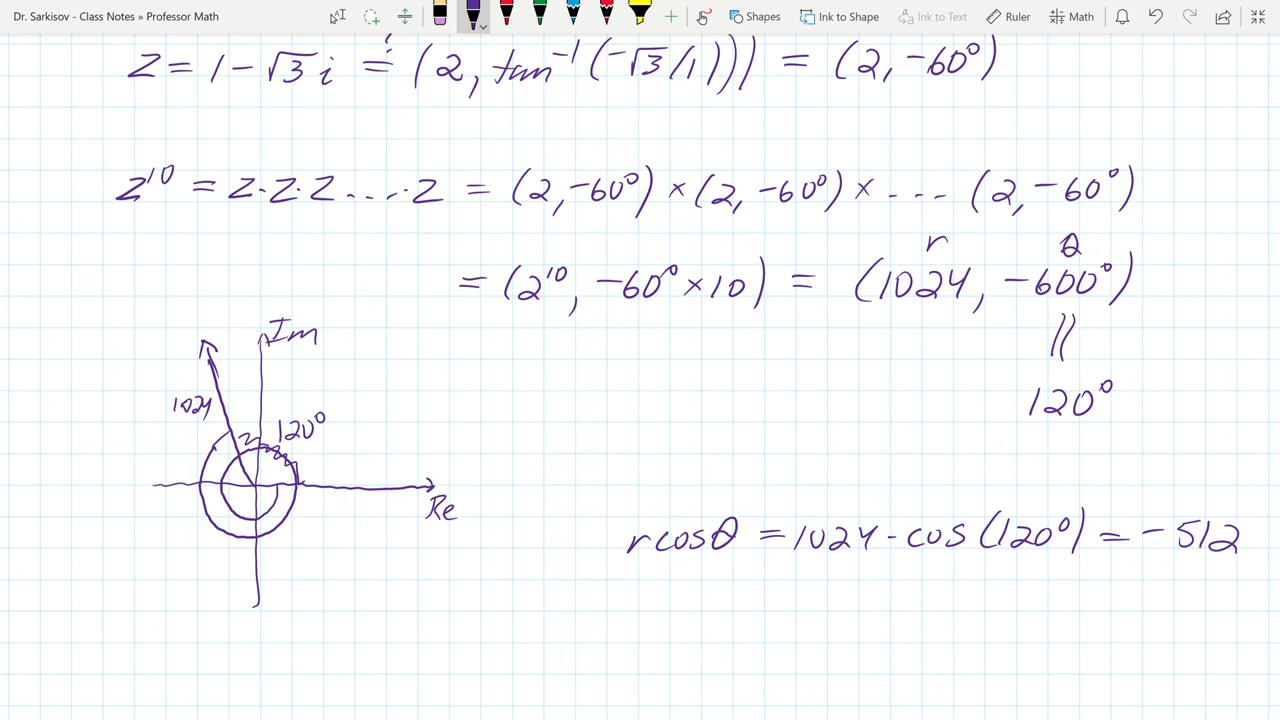 Dr. Sarkisov - Class Notes » Professor Math
Shapes Ink to Shape Ink to Text Ruler Math
z = 1 - √3 i = (2, tan⁻¹(-√3/1))) = (2, -60°)
z¹⁰ = z·z·z...·z = (2, -60°) × (2, -60°) × ... (2, -60°)
r θ
= (2¹⁰, -60° × 10) = (1024, -600°)
||
120°
Im
1024
120°
Re
r cos θ = 1024 · cos(120°) = -512